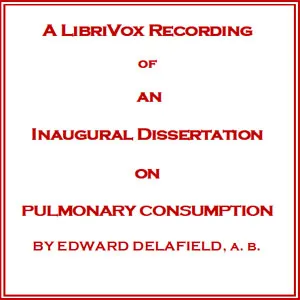 A LibriVox Recording
OF
AN
Inaugural Dissertation
ON
PULMONARY CONSUMPTION
BY EDWARD DELAFIELD, A. B.